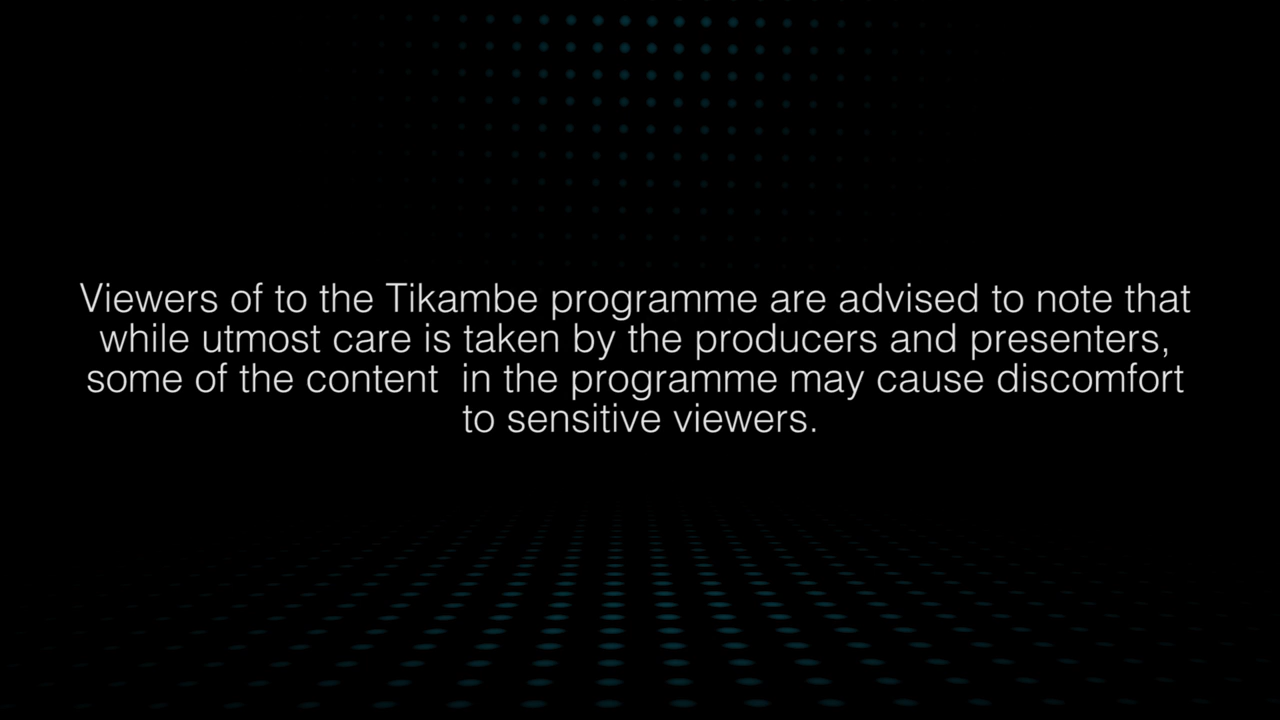 Viewers of to the Tikambe programme are advised to note that
while utmost care is taken by the producers and presenters,
some of the content  in the programme may cause discomfort
to sensitive viewers.